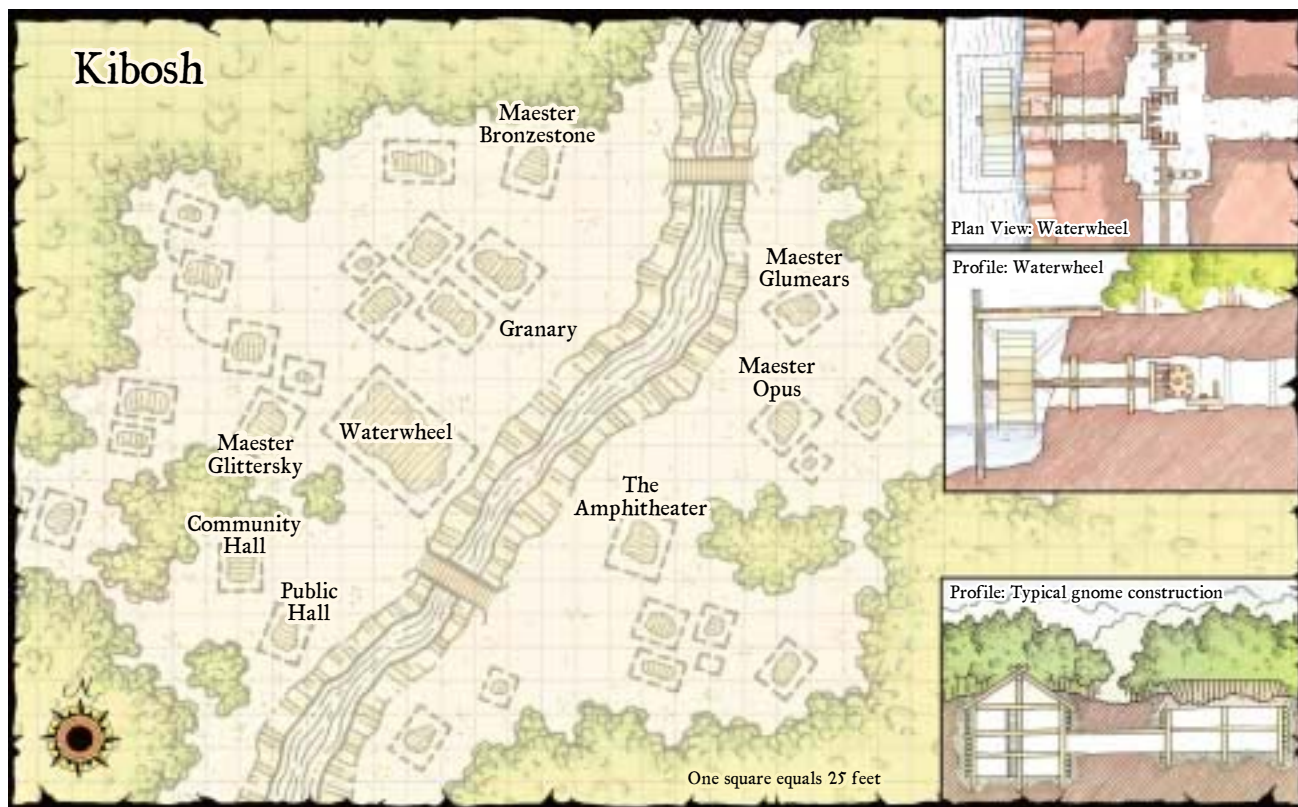 Kibosh
Maester
Bronzestone
Maester
Glumears
Granary
Maester
Opus
Waterwheel
Maester
Glittersky
The
Amphitheater
Community
Hall
Public
Hall
N
One square equals 25 feet
Plan View: Waterwheel
Profile: Waterwheel
Profile: Typical gnome construction